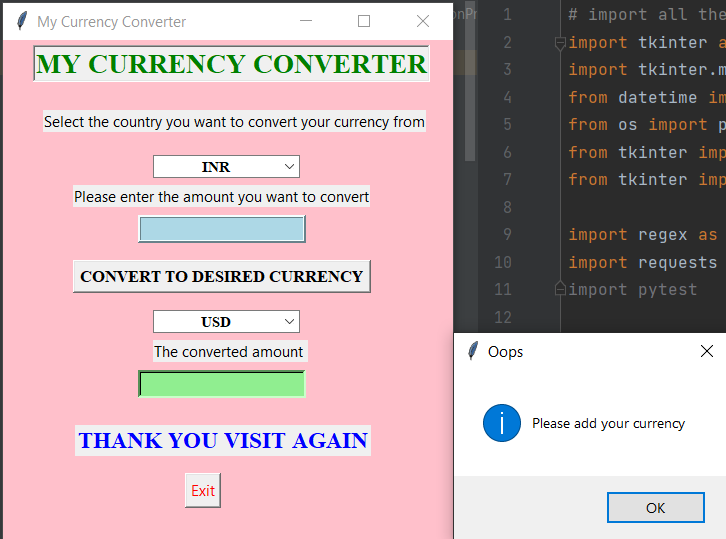 My Currency Converter
MY CURRENCY CONVERTER
Select the country you want to convert your currency from
INR
Please enter the amount you want to convert
CONVERT TO DESIRED CURRENCY
USD
The converted amount
THANK YOU VISIT AGAIN
Exit
1 # import all the
2 import tkinter a
3 import tkinter.m
4 from datetime im
5 from os import p
6 from tkinter imp
7 from tkinter imp
8
9 import regex as
10 import requests
11 import pytest
12
Oops
Please add your currency
OK